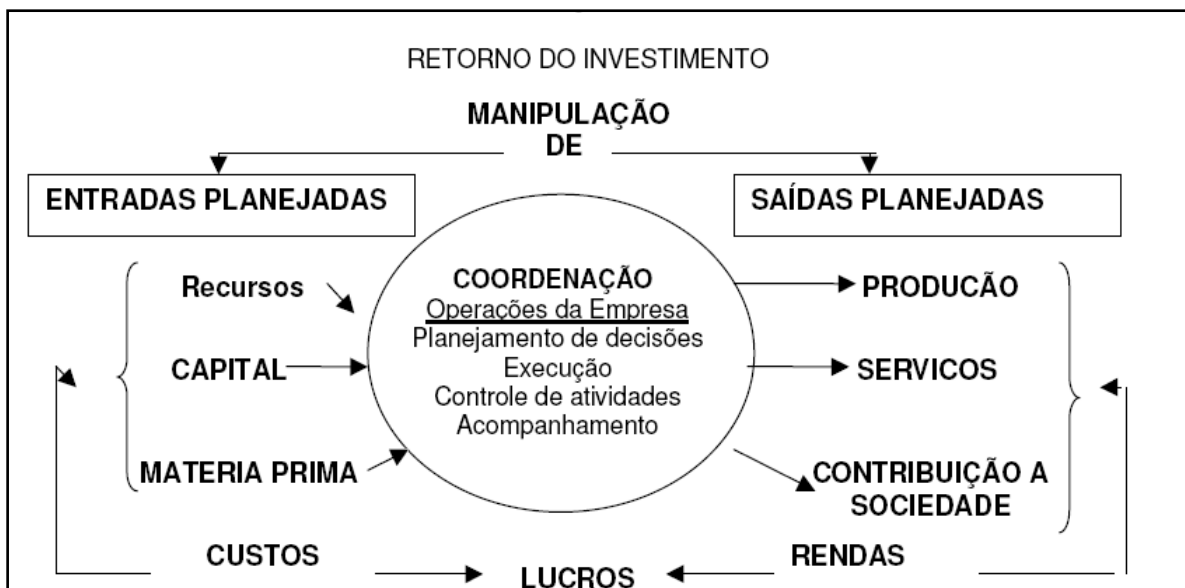 RETORNO DO INVESTIMENTO
MANIPULAÇÃO
DE
ENTRADAS PLANEJADAS
SAÍDAS PLANEJADAS
Recursos
CAPITAL
MATERIA PRIMA
COORDENAÇÃO
Operações da Empresa
Planejamento de decisões
Execução
Controle de atividades
Acompanhamento
PRODUCÃO
SERVICOS
CONTRIBUIÇÃO A
SOCIEDADE
CUSTOS
LUCROS
RENDAS